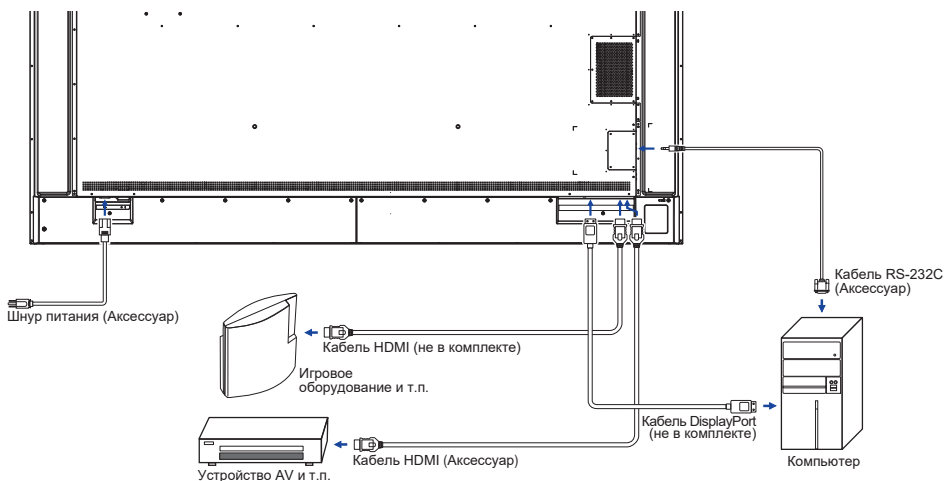 Кабель RS-232C
(Аксессуар)
Шнур питания (Аксессуар)
Кабель HDMI (не в комплекте)
Игровое
оборудование и т.п.
Кабель DisplayPort
(не в комплекте)
Кабель HDMI (Аксессуар)
Компьютер
Устройство AV и т.п.